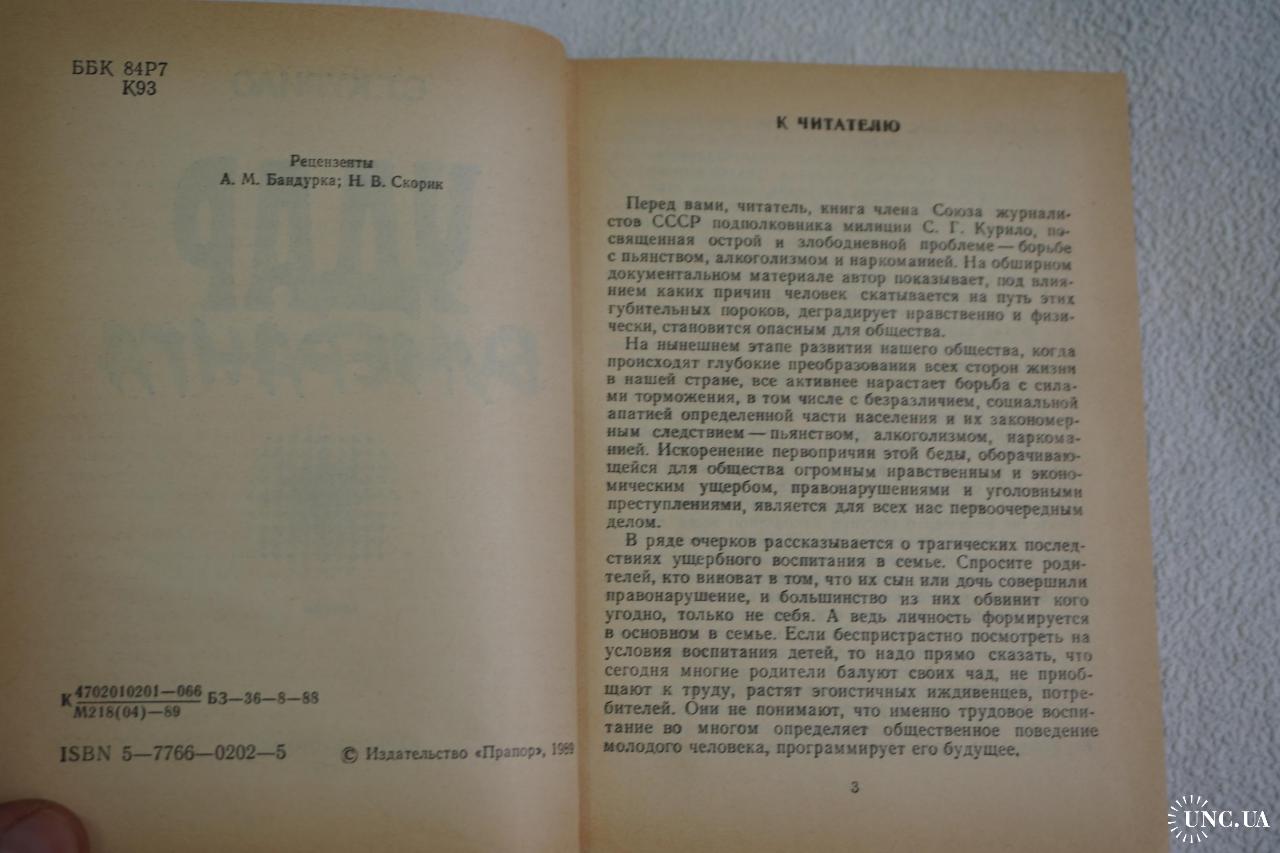 ББК 84Р7
К93
Рецензенты
А. М. Бандурка; Н. В. Скорик
К 4702010201—066 БЗ—36—8—88
М218(04)—89
ISBN 5—7766—0202—5
© Издательство «Прапор», 1989
К ЧИТАТЕЛЮ
Перед вами, читатель, книга члена Союза журнали-
стов СССР подполковника милиции С. Г. Курило, по-
священная острой и злободневной проблеме — борьбе
с пьянством, алкоголизмом и наркоманией. На обширном
документальном материале автор показывает, под влия-
нием каких причин человек скатывается на путь этих
губительных пороков, деградирует нравственно и физи-
чески, становится опасным для общества.
На нынешнем этапе развития нашего общества, когда
происходят глубокие преобразования всех сторон жизни
в нашей стране, все активнее нарастает борьба с сила-
ми торможения, в том числе с безразличием, социальной
апатией определенной части населения и их закономер-
ным следствием — пьянством, алкоголизмом, наркома-
нией. Искоренение первопричин этой беды, оборачиваю-
щейся для общества огромным нравственным и эконо-
мическим ущербом, правонарушениями и уголовными
преступлениями, является для всех нас первоочередным
делом.
В ряде очерков рассказывается о трагических послед-
ствиях ущербного воспитания в семье. Спросите роди-
телей, кто виноват в том, что их сын или дочь совершили
правонарушение, и большинство из них обвинит кого
угодно, только не себя. А ведь личность формируется
в основном в семье. Если беспристрастно посмотреть на
условия воспитания детей, то надо прямо сказать, что
сегодня многие родители балуют своих чад, не приоб-
щают к труду, растят эгоистичных иждивенцев, потре-
бителей. Они не понимают, что именно трудовое воспи-
тание во многом определяет общественное поведение
молодого человека, программирует его будущее.
3
UNC.UA